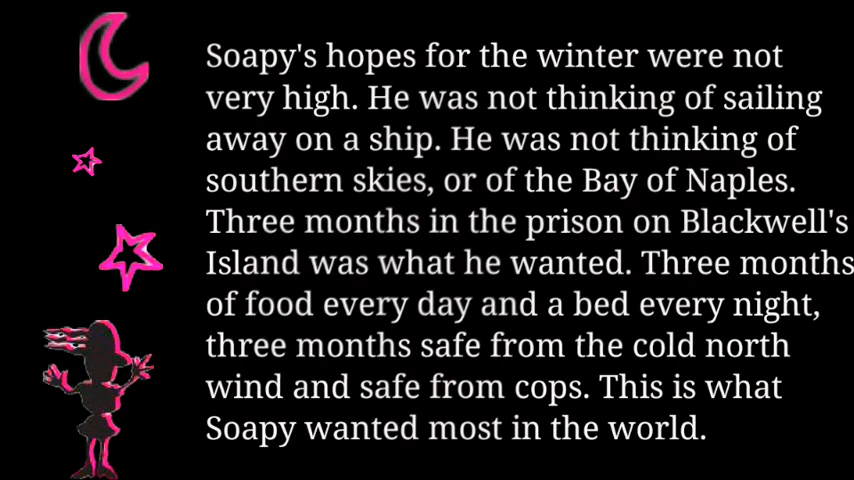 Soapy's hopes for the winter were not
very high. He was not thinking of sailing
away on a ship. He was not thinking of
southern skies, or of the Bay of Naples.
Three months in the prison on Blackwell's
Island was what he wanted. Three months
of food every day and a bed every night,
three months safe from the cold north
wind and safe from cops. This is what
Soapy wanted most in the world.